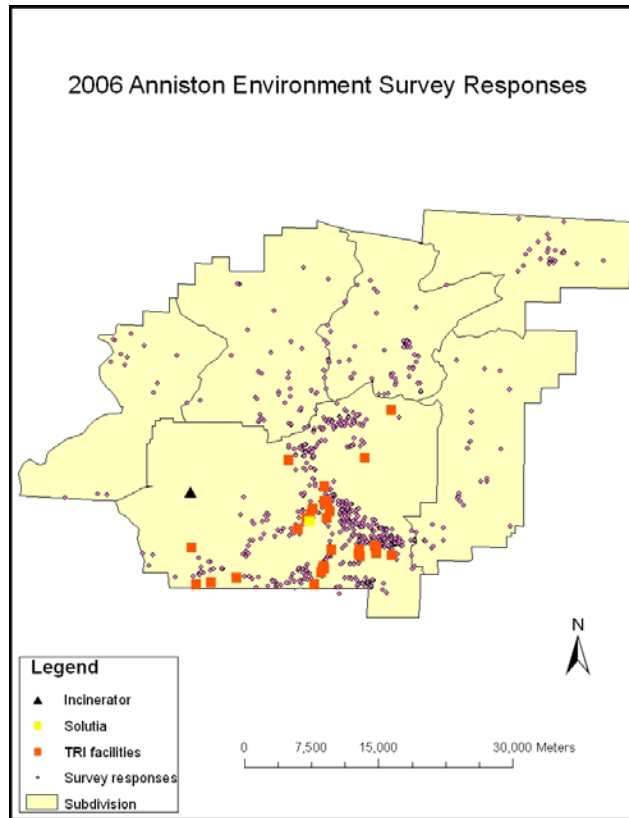 2006 Anniston Environment Survey Responses
N
Legend
Incinerator
Solutia
TRI facilities
Survey responses
Subdivision
0 7,500 15,000 30,000 Meters